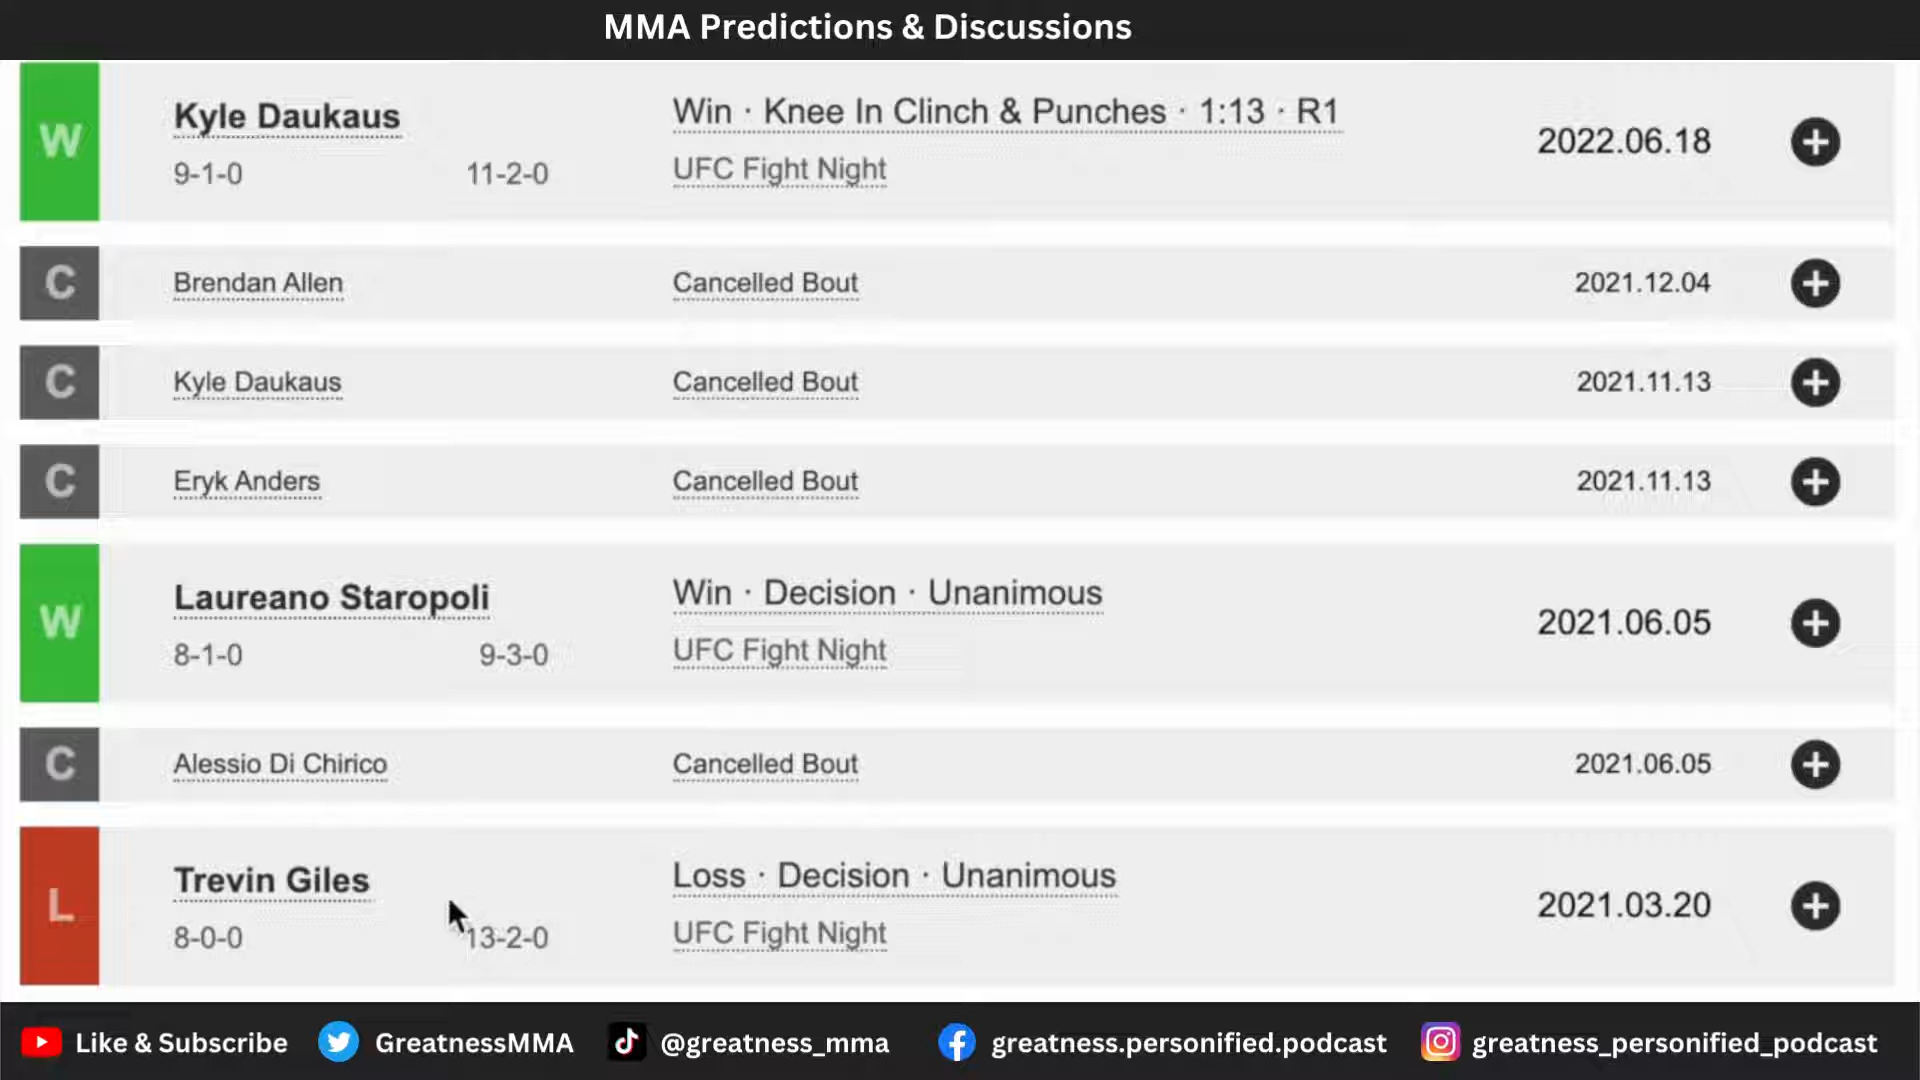 MMA Predictions & Discussions
W
Kyle Daukaus
9-1-0 11-2-0
Win · Knee In Clinch & Punches · 1:13 · R1
UFC Fight Night
2022.06.18
C Brendan Allen Cancelled Bout 2021.12.04
C Kyle Daukaus Cancelled Bout 2021.11.13
C Eryk Anders Cancelled Bout 2021.11.13
W
Laureano Staropoli
8-1-0 9-3-0
Win · Decision · Unanimous
UFC Fight Night
2021.06.05
C Alessio Di Chirico Cancelled Bout 2021.06.05
L
Trevin Giles
8-0-0 13-2-0
Loss · Decision · Unanimous
UFC Fight Night
2021.03.20
Like & Subscribe GreatnessMMA @greatness_mma greatness.personified.podcast greatness_personified_podcast